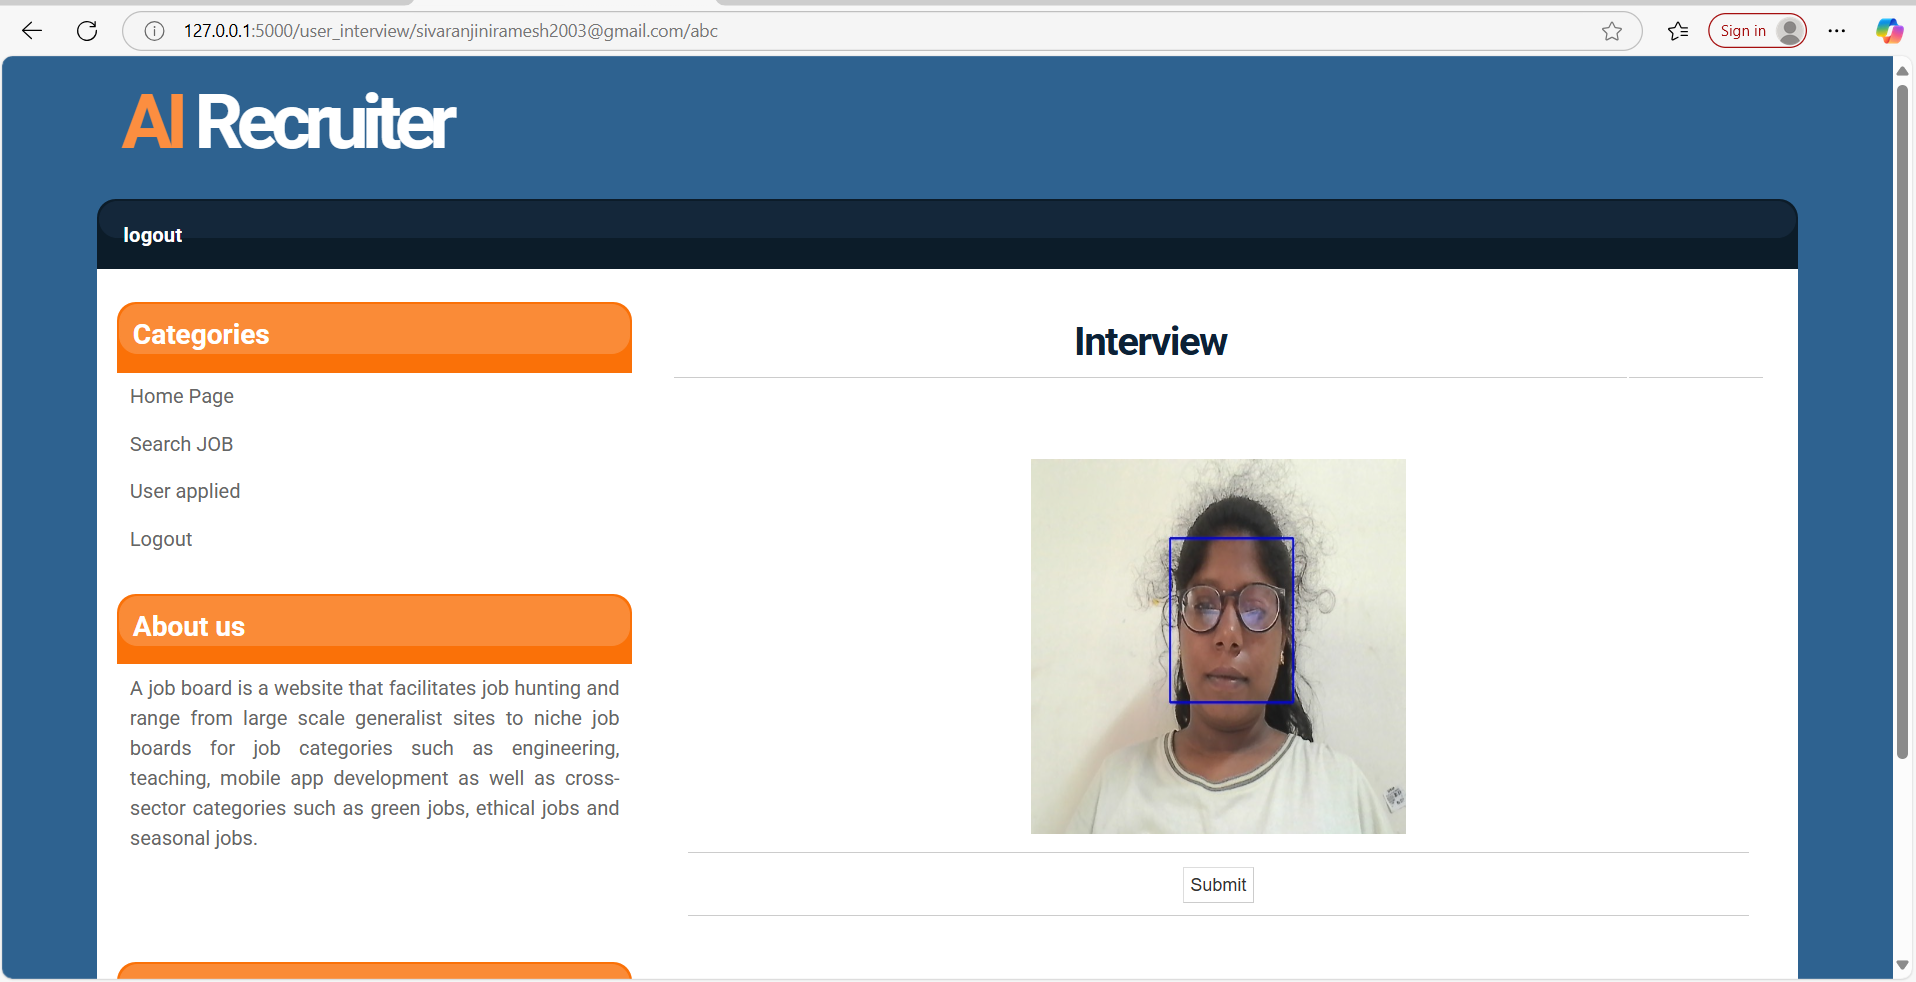 127.0.0.1:5000/user_interview/sivaranjiniramesh2003@gmail.com/abc
Sign in
AI Recruiter
logout
Categories
Home Page
Search JOB
User applied
Logout
About us
A job board is a website that facilitates job hunting and
range from large scale generalist sites to niche job
boards for job categories such as engineering,
teaching, mobile app development as well as cross-
sector categories such as green jobs, ethical jobs and
seasonal jobs.
Interview
Submit